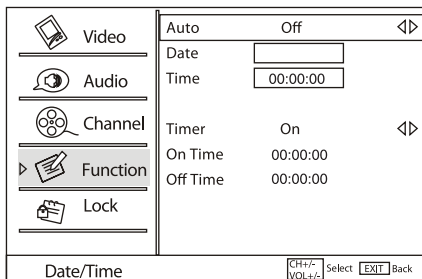 Video
Audio
Channel
Function
Lock
Auto Off
Date
Time 00:00:00
Timer On
On Time 00:00:00
Off Time 00:00:00
Date/Time
CH+/-
VOL+/- Select EXIT Back